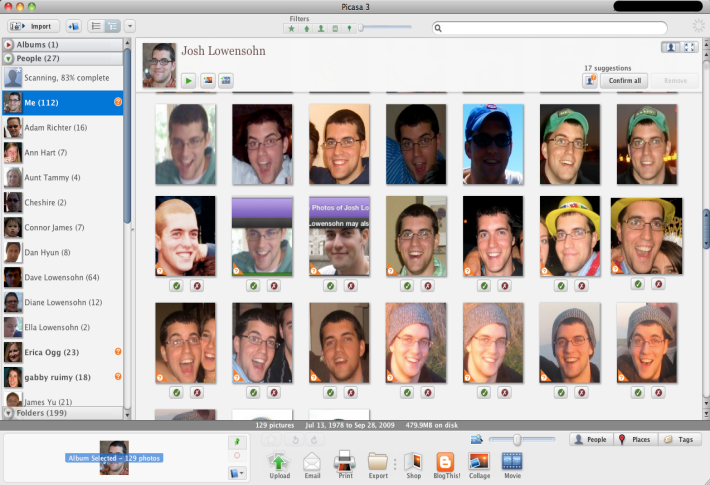 Picasa 3
Import
Filters
Albums (1)
People (27)
Scanning, 83% complete
Me (112)
Adam Richter (16)
Ann Hart (7)
Aunt Tammy (4)
Cheshire (2)
Connor James (7)
Dan Hyun (8)
Dave Lowensohn (64)
Diane Lowensohn (12)
Ella Lowensohn (2)
Erica Ogg (23)
gabby ruimy (18)
James Yu (21)
Folders (199)
Josh Lowensohn
17 suggestions
Confirm all
Remove
Photos of Josh Lo
Lowensohn may als
129 pictures Jul 13, 1978 to Sep 28, 2009 479.9MB on disk
Album Selected - 129 photos
People
Places
Tags
Upload
Email
Print
Export
Shop
BlogThis!
Collage
Movie